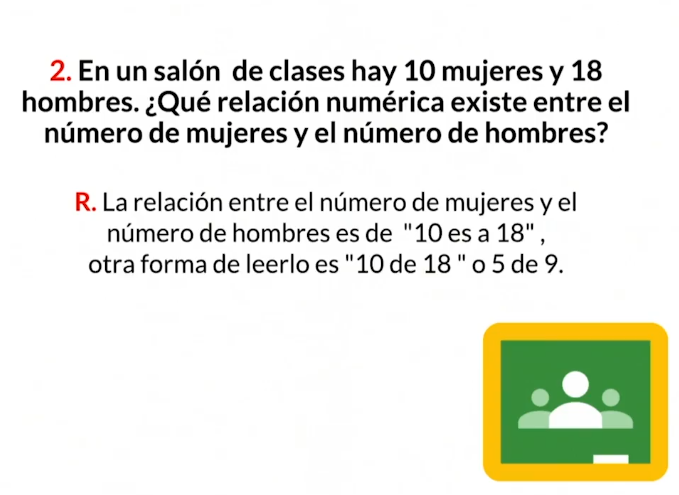 2. En un salón de clases hay 10 mujeres y 18
hombres. ¿Qué relación numérica existe entre el
número de mujeres y el número de hombres?
R. La relación entre el número de mujeres y el
número de hombres es de "10 es a 18" ,
otra forma de leerlo es "10 de 18 " o 5 de 9.